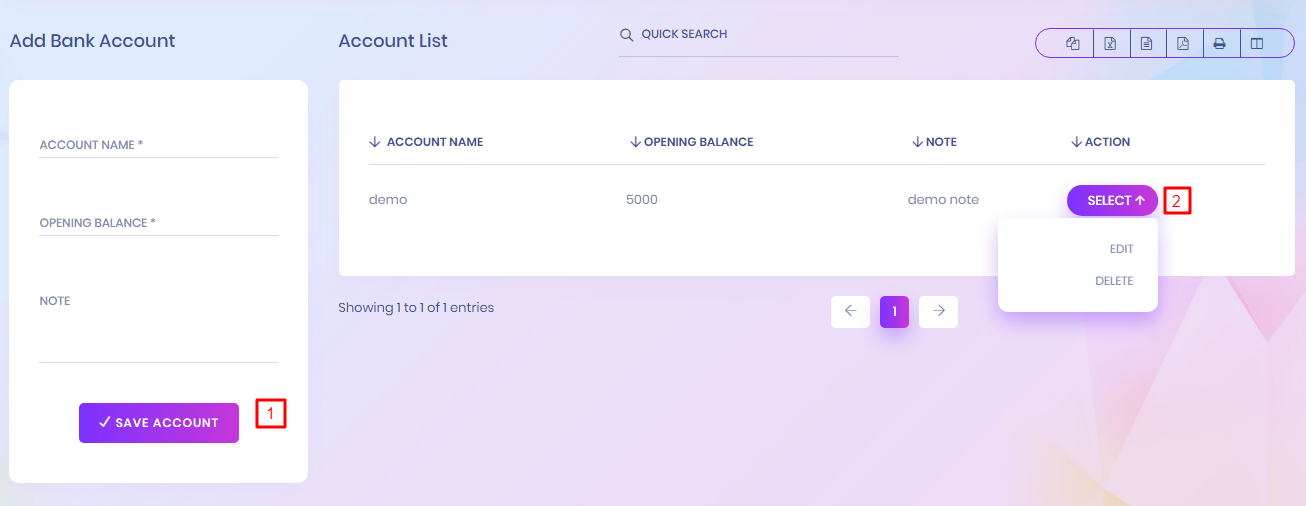 Add Bank Account
Account List
QUICK SEARCH
ACCOUNT NAME *
OPENING BALANCE *
NOTE
SAVE ACCOUNT
1
ACCOUNT NAME OPENING BALANCE NOTE ACTION
demo 5000 demo note SELECT
2
EDIT
DELETE
Showing 1 to 1 of 1 entries
1